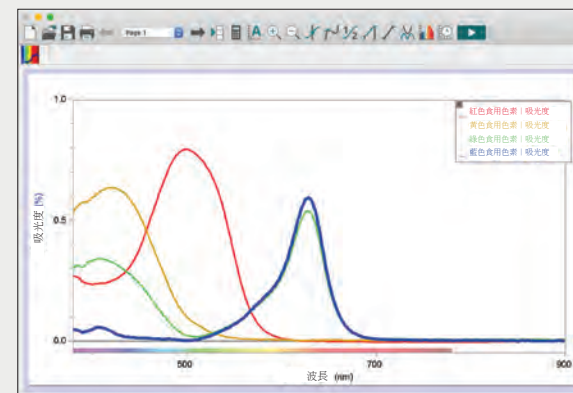 Page 1
1.0
紅色食用色素 | 吸光度
黃色食用色素 | 吸光度
綠色食用色素 | 吸光度
藍色食用色素 | 吸光度
吸光度 (%)
0.5
0.0
500
700
900
波長 (nm)